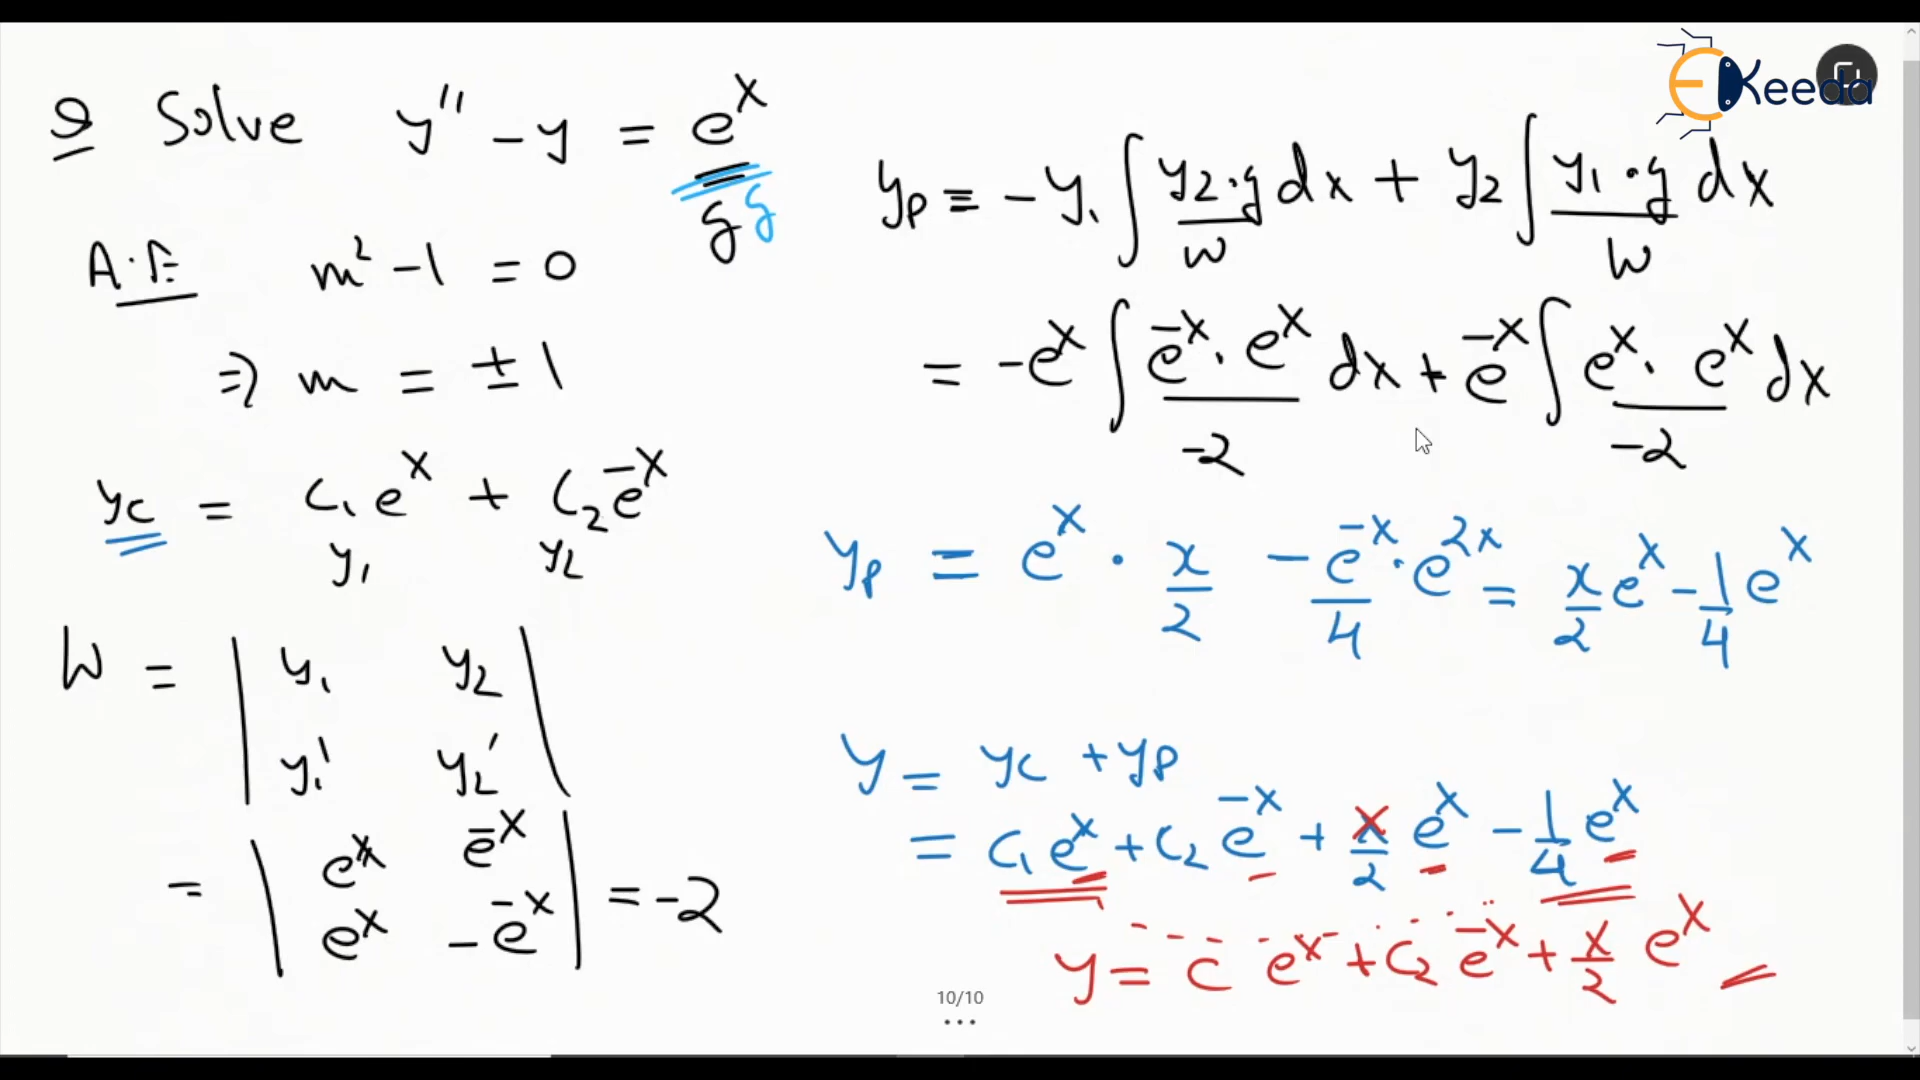 Q Solve y'' - y = e^x
g g
A.E m² - 1 = 0
⇒ m = ± 1
yc = c₁ e^x + c₂ e^-x
y₁ y₂
W = | y₁ y₂ |
| y₁' y₂' |
= | e^x e^-x |
| e^x -e^-x | = -2
Keeda
yp = - y₁ ∫ y₂·g/W dx + y₂ ∫ y₁·g/W dx
= -e^x ∫ e^-x · e^x/-2 dx + e^-x ∫ e^x · e^x/-2 dx
yp = e^x · x/2 - e^-x/4 · e^2x = x/2 e^x - 1/4 e^x
y = yc + yp
= c₁ e^x + c₂ e^-x + x/2 e^x - 1/4 e^x
y = c e^x + c₂ e^-x + x/2 e^x
10/10